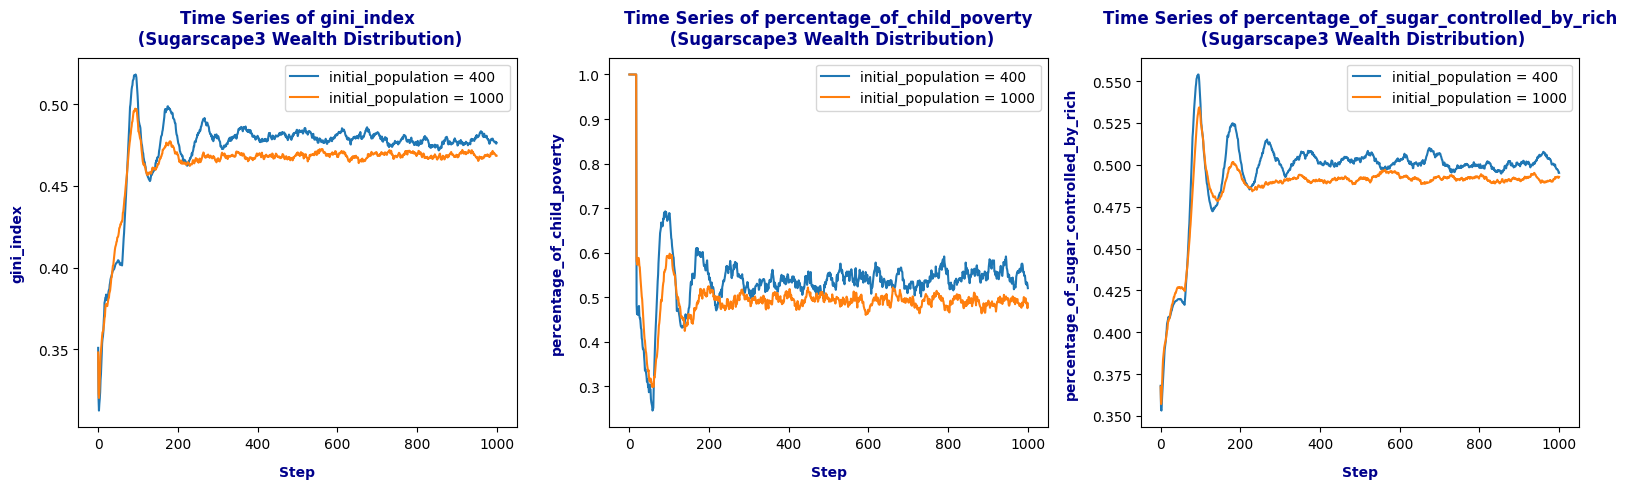 Time Series of gini_index
(Sugarscape3 Wealth Distribution)
gini_index
0.50
0.45
0.40
0.35
initial_population = 400
initial_population = 1000
0
200
400
600
800
1000
Step
Time Series of percentage_of_child_poverty
(Sugarscape3 Wealth Distribution)
percentage_of_child_poverty
1.0
0.9
0.8
0.7
0.6
0.5
0.4
0.3
initial_population = 400
initial_population = 1000
0
200
400
600
800
1000
Step
Time Series of percentage_of_sugar_controlled_by_rich
(Sugarscape3 Wealth Distribution)
percentage_of_sugar_controlled_by_rich
0.550
0.525
0.500
0.475
0.450
0.425
0.400
0.375
0.350
initial_population = 400
initial_population = 1000
0
200
400
600
800
1000
Step